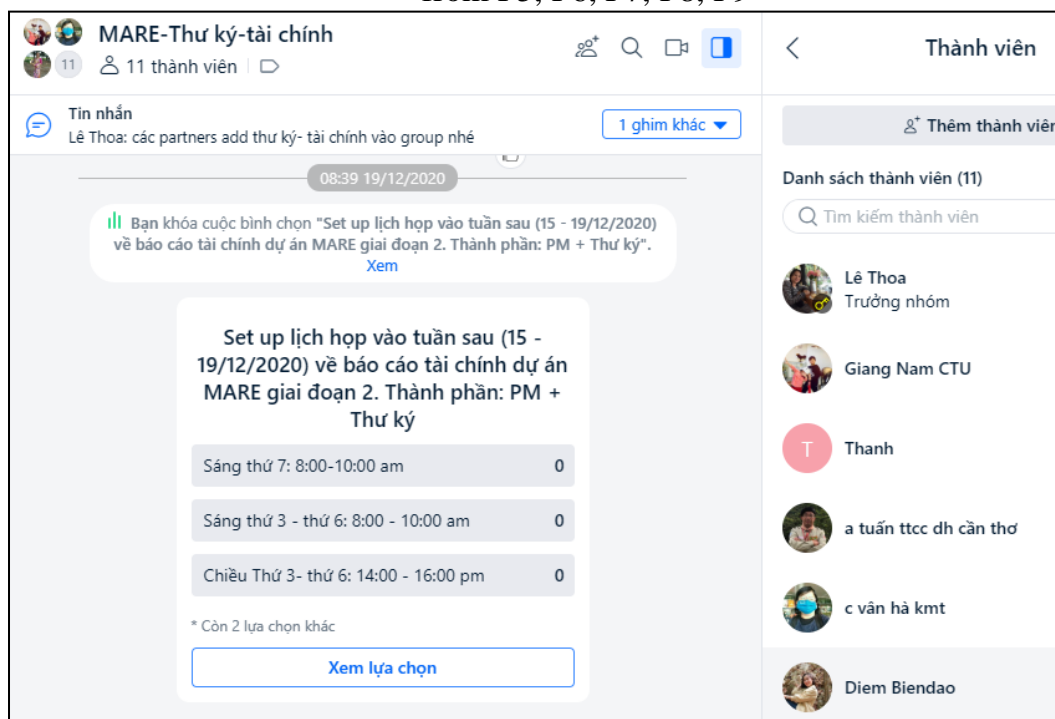 from P5, P6, P7, P8, P9
MARE-Thư ký-tài chính
11
11 thành viên
Tin nhắn
Lê Thoa: các partners add thư ký- tài chính vào group nhé
1 ghim khác
08:39 19/12/2020
Bạn khóa cuộc bình chọn "Set up lịch họp vào tuần sau (15 - 19/12/2020)
về báo cáo tài chính dự án MARE giai đoạn 2. Thành phần: PM + Thư ký".
Xem
Set up lịch họp vào tuần sau (15 -
19/12/2020) về báo cáo tài chính dự án
MARE giai đoạn 2. Thành phần: PM +
Thư ký
Sáng thứ 7: 8:00-10:00 am 0
Sáng thứ 3 - thứ 6: 8:00 - 10:00 am 0
Chiều Thứ 3- thứ 6: 14:00 - 16:00 pm 0
* Còn 2 lựa chọn khác
Xem lựa chọn
Thành viên
Thêm thành viên
Danh sách thành viên (11)
Tìm kiếm thành viên
Lê Thoa
Trưởng nhóm
Giang Nam CTU
T
Thanh
a tuấn ttcc dh cần thơ
c vân hà kmt
Diem Biendao